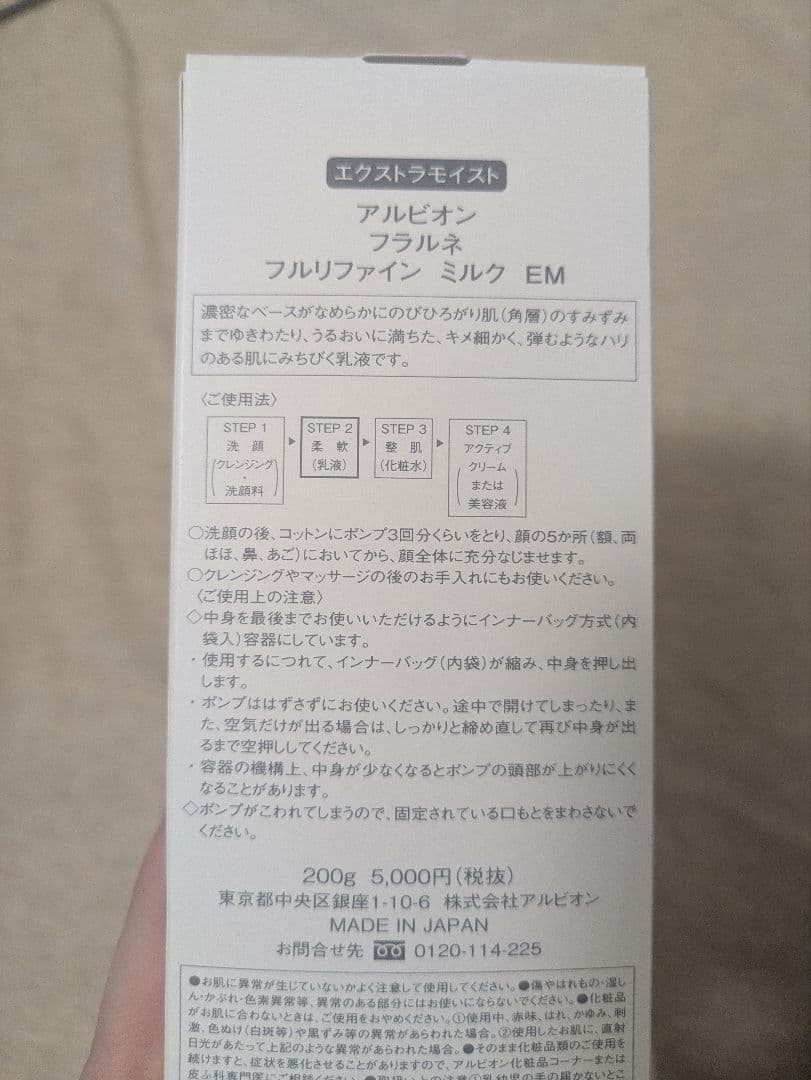 エクストラモイスト
アルビオン
フラルネ
フルリファイン ミルク EM
濃密なベースがなめらかにのびひろがり肌(角層)のすみずみ
までゆきわたり、うるおいに満ちた、キメ細かく、弾むようなハリ
のある肌にみちびく乳液です。
〈ご使用法〉
STEP 1
洗顔
(クレンジング・洗顔料)
STEP 2
柔軟
(乳液)
STEP 3
整肌
(化粧水)
STEP 4
アクティブ
クリーム
または
美容液
○洗顔の後、コットンにポンプ3回分くらいをとり、顔の5か所(額、両
ほほ、鼻、あご)においてから、顔全体に充分なじませます。
○クレンジングやマッサージの後のお手入れにもお使いください。
〈ご使用上の注意〉
◇中身を最後までお使いいただけるようにインナーバッグ方式(内
袋入)容器にしています。
・使用するにつれて、インナーバッグ(内袋)が縮み、中身を押し出
します。
・ポンプははずさずにお使いください。途中で開けてしまったり、ま
た、空気だけが出る場合は、しっかりと締め直して再び中身が出
るまで空押ししてください。
・容器の機構上、中身が少なくなるとポンプの頭部が上がりにくく
なることがあります。
◇ポンプがこわれてしまうので、固定されている口もとをまわさないで
ください。
200g 5,000円(税抜)
東京都中央区銀座1-10-6 株式会社アルビオン
MADE IN JAPAN
お問合せ先 0120-114-225
●お肌に異常が生じていないかよく注意して使用してください。●傷やはれもの・湿し
ん・かぶれ・色素異常等、異常のある部分にはお使いにならないでください。●化粧品
がお肌に合わないときは、ご使用をおやめください。①使用中、赤味、はれ、かゆみ、刺
激、色ぬけ(白斑等)や黒ずみ等の異常があらわれた場合。②使用したお肌に、直射
日光があたって上記のような異常があらわれた場合。●そのまま化粧品類のご使用を
続けますと、症状を悪化させることがありますので、アルビオン化粧品コーナーまたは
皮ふ科専門医にご相談ください。●取扱い上の注意①乳幼児の手の届かないとこ